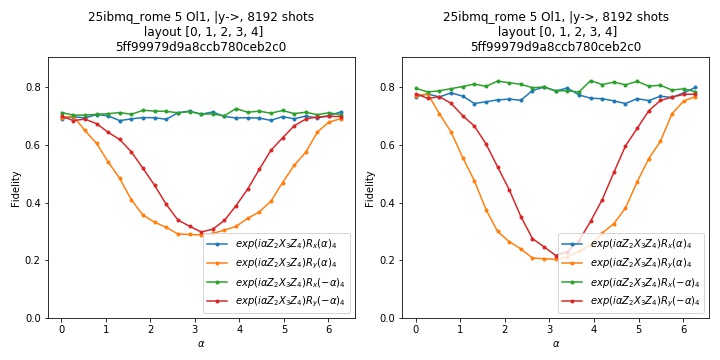 25ibmq_rome 5 Ol1, |y->, 8192 shots
layout [0, 1, 2, 3, 4]
5ff99979d9a8ccb780ceb2c0
Fidelity
0.8
0.6
0.4
0.2
0.0
exp(iαZ₂X₃Z₄)Rₓ(α)₄
exp(iαZ₂X₃Z₄)R_y(α)₄
exp(iαZ₂X₃Z₄)Rₓ(−α)₄
exp(iαZ₂X₃Z₄)R_y(−α)₄
0 1 2 3 4 5 6
α
25ibmq_rome 5 Ol1, |y->, 8192 shots
layout [0, 1, 2, 3, 4]
5ff99979d9a8ccb780ceb2c0
Fidelity
0.8
0.6
0.4
0.2
0.0
exp(iαZ₂X₃Z₄)Rₓ(α)₄
exp(iαZ₂X₃Z₄)R_y(α)₄
exp(iαZ₂X₃Z₄)Rₓ(−α)₄
exp(iαZ₂X₃Z₄)R_y(−α)₄
0 1 2 3 4 5 6
α